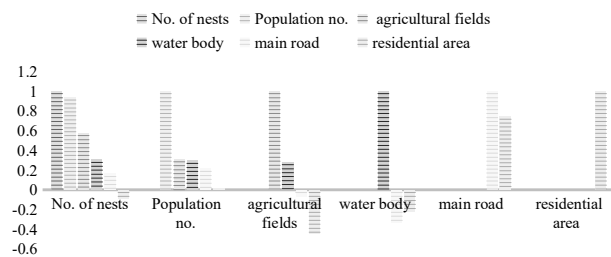 No. of nests Population no. agricultural fields
water body main road residential area
1.2
1
0.8
0.6
0.4
0.2
0
-0.2
-0.4
-0.6
No. of nests Population agricultural water body main road residential
no. fields area